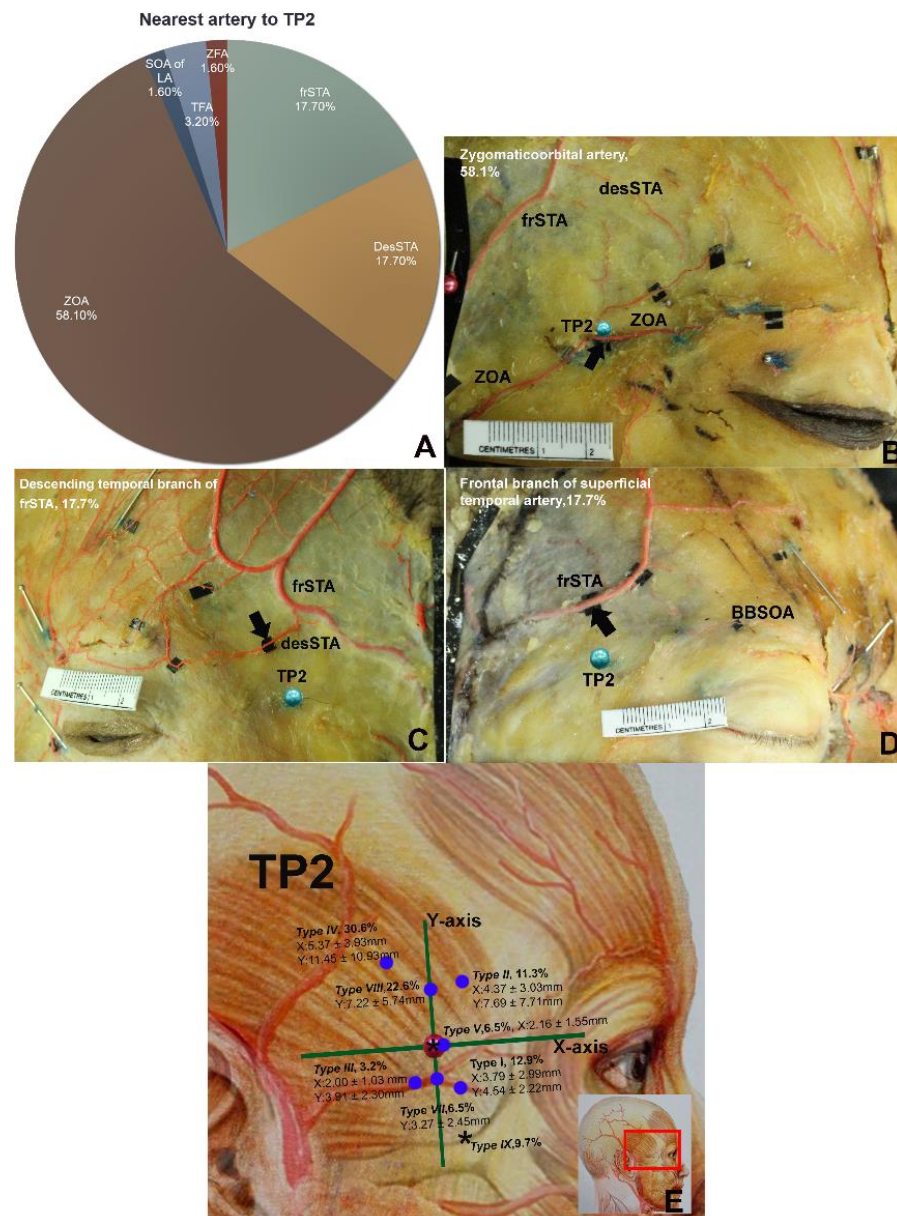 Nearest artery to TP2
ZFA
1.60%
SOA of
LA
1.60%
TFA
3.20%
frSTA
17.70%
DesSTA
17.70%
ZOA
58.10%
A
Zygomaticoorbital artery,
58.1%
desSTA
frSTA
TP2
ZOA
ZOA
CENTIMETRES 1 2
B
Descending temporal branch of
frSTA, 17.7%
frSTA
desSTA
TP2
C
Frontal branch of superficial
temporal artery,17.7%
frSTA
BBSOA
TP2
CENTIMETRES 1 2
D
TP2
Y-axis
Type IV, 30.6%
X:5.37 ± 3.93mm
Y:11.45 ± 10.93mm
Type II, 11.3%
X:4.37 ± 3.03mm
Y:7.69 ± 7.71mm
Type VIII,22.6%
Y:7.22 ± 5.74mm
Type V,6.5%, X:2.16 ± 1.55mm
X-axis
Type III, 3.2%
X:2.00 ± 1.03 mm
Y:3.91 ± 2.30mm
Type I, 12.9%
X:3.79 ± 2.99mm
Y:4.54 ± 2.22mm
Type VII,6.5%
Y:3.27 ± 2.45mm
Type IX,9.7%
E